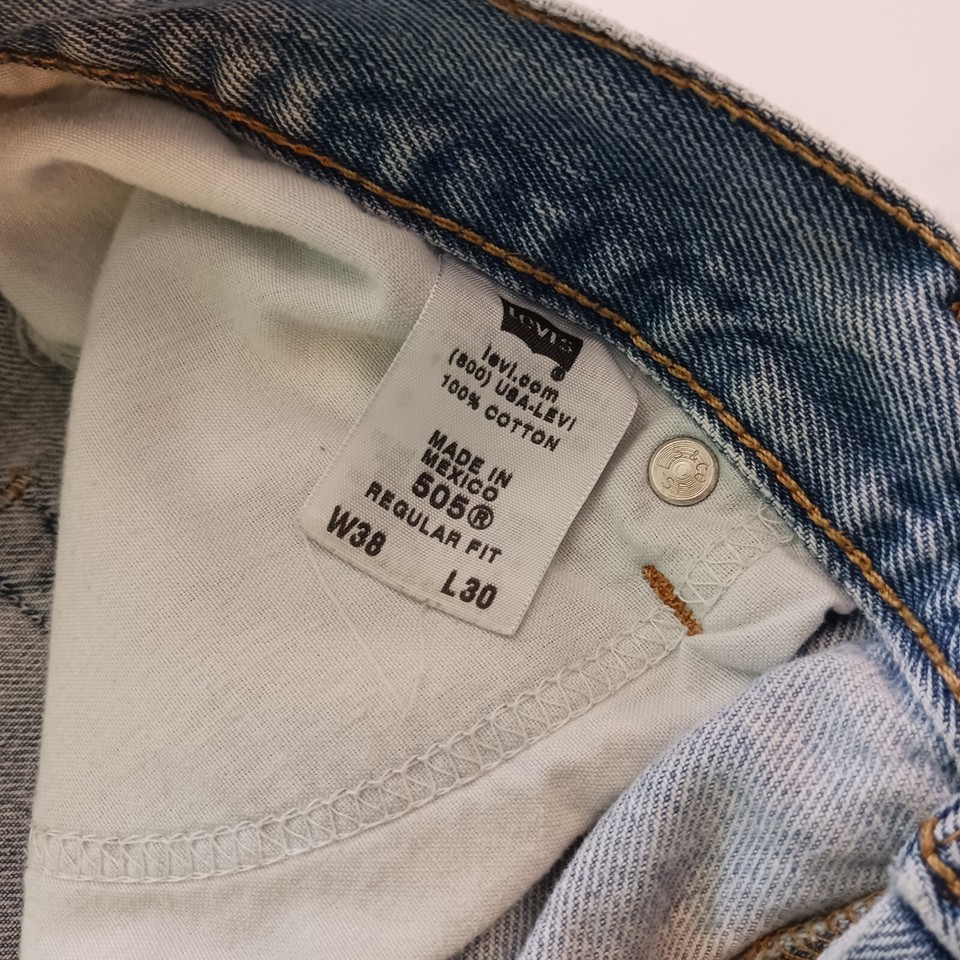 LEVI'S
®
levi.com
(800) USA-LEVI
100% COTTON
MADE IN
MEXICO
505®
REGULAR FIT
W38
L30